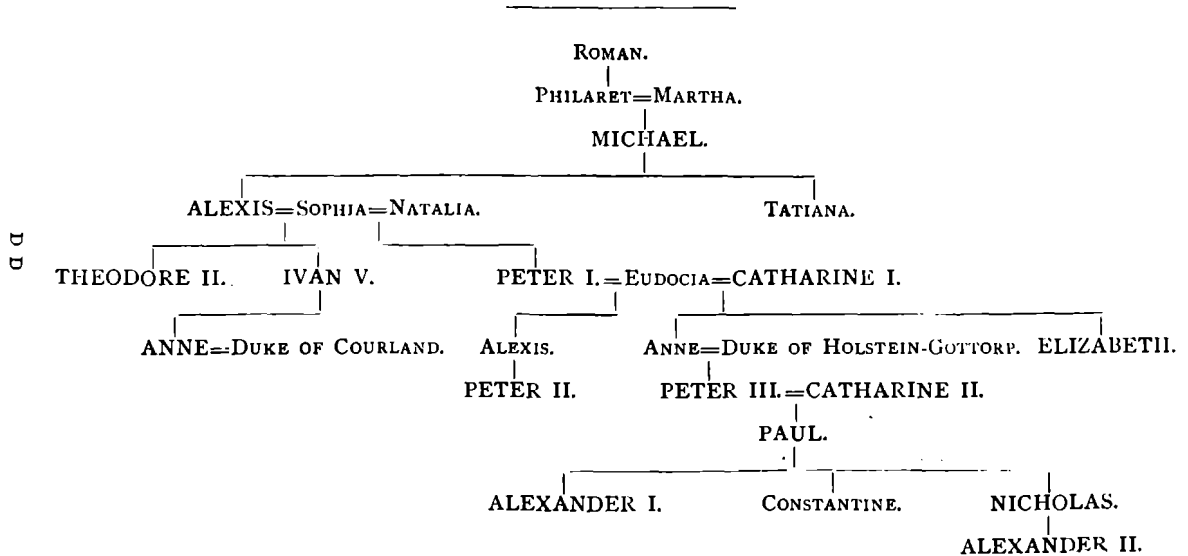 ROMAN.
PHILARET=MARTHA.
MICHAEL.
ALEXIS=SOPHIA=NATALIA. TATIANA.
THEODORE II. IVAN V. PETER I.=EUDOCIA=CATHARINE I.
ANNE=DUKE OF COURLAND. ALEXIS. ANNE=DUKE OF HOLSTEIN-GOTTORP. ELIZABETH.
PETER II. PETER III.=CATHARINE II.
PAUL.
ALEXANDER I. CONSTANTINE. NICHOLAS.
ALEXANDER II.
D D